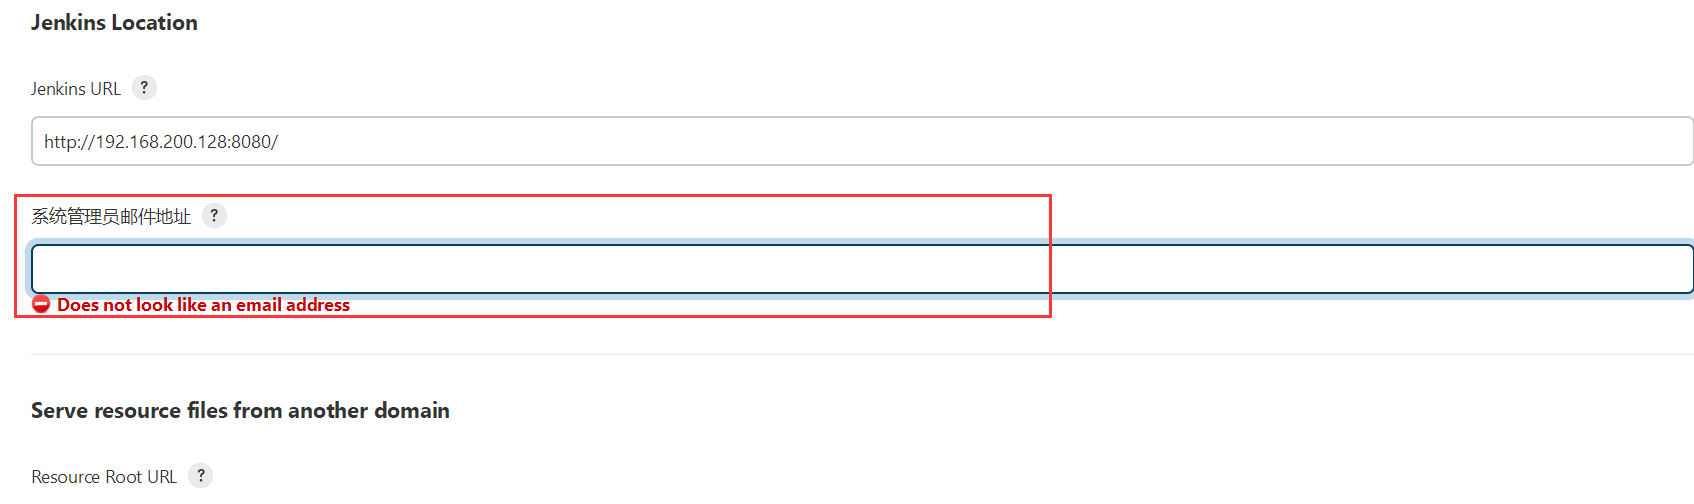 Jenkins Location
Jenkins URL ?
http://192.168.200.128:8080/
系统管理员邮件地址 ?
Does not look like an email address
Serve resource files from another domain
Resource Root URL ?